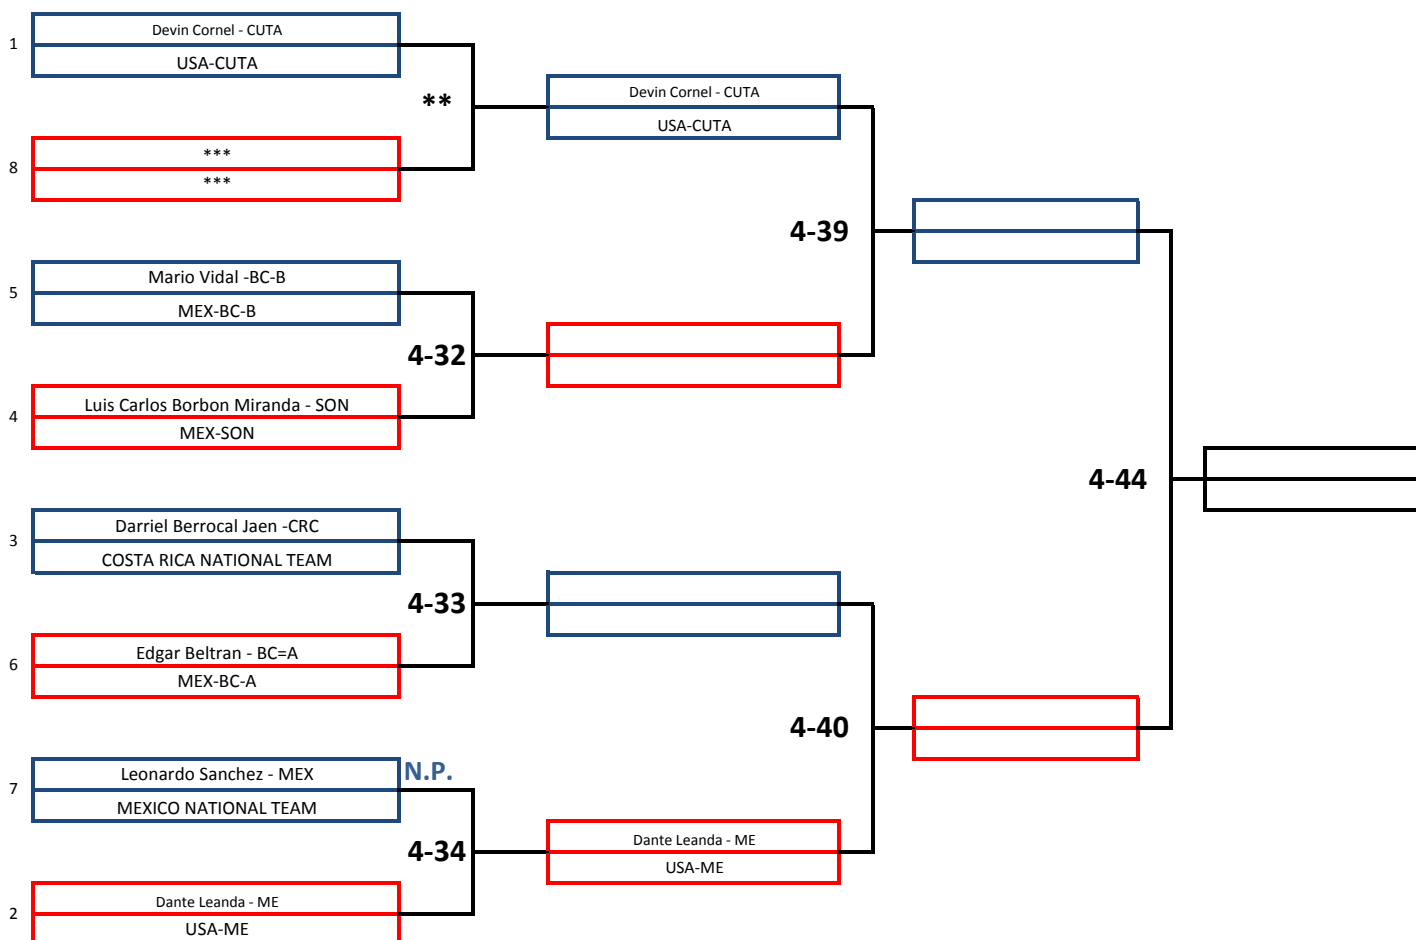 1
Devin Cornel - CUTA
USA-CUTA
**
Devin Cornel - CUTA
USA-CUTA
8
***
***
4-39
5
Mario Vidal -BC-B
MEX-BC-B
4-32
4
Luis Carlos Borbon Miranda - SON
MEX-SON
4-44
3
Darriel Berrocal Jaen -CRC
COSTA RICA NATIONAL TEAM
4-33
6
Edgar Beltran - BC=A
MEX-BC-A
4-40
7
Leonardo Sanchez - MEX
N.P.
MEXICO NATIONAL TEAM
4-34
Dante Leanda - ME
USA-ME
2
Dante Leanda - ME
USA-ME